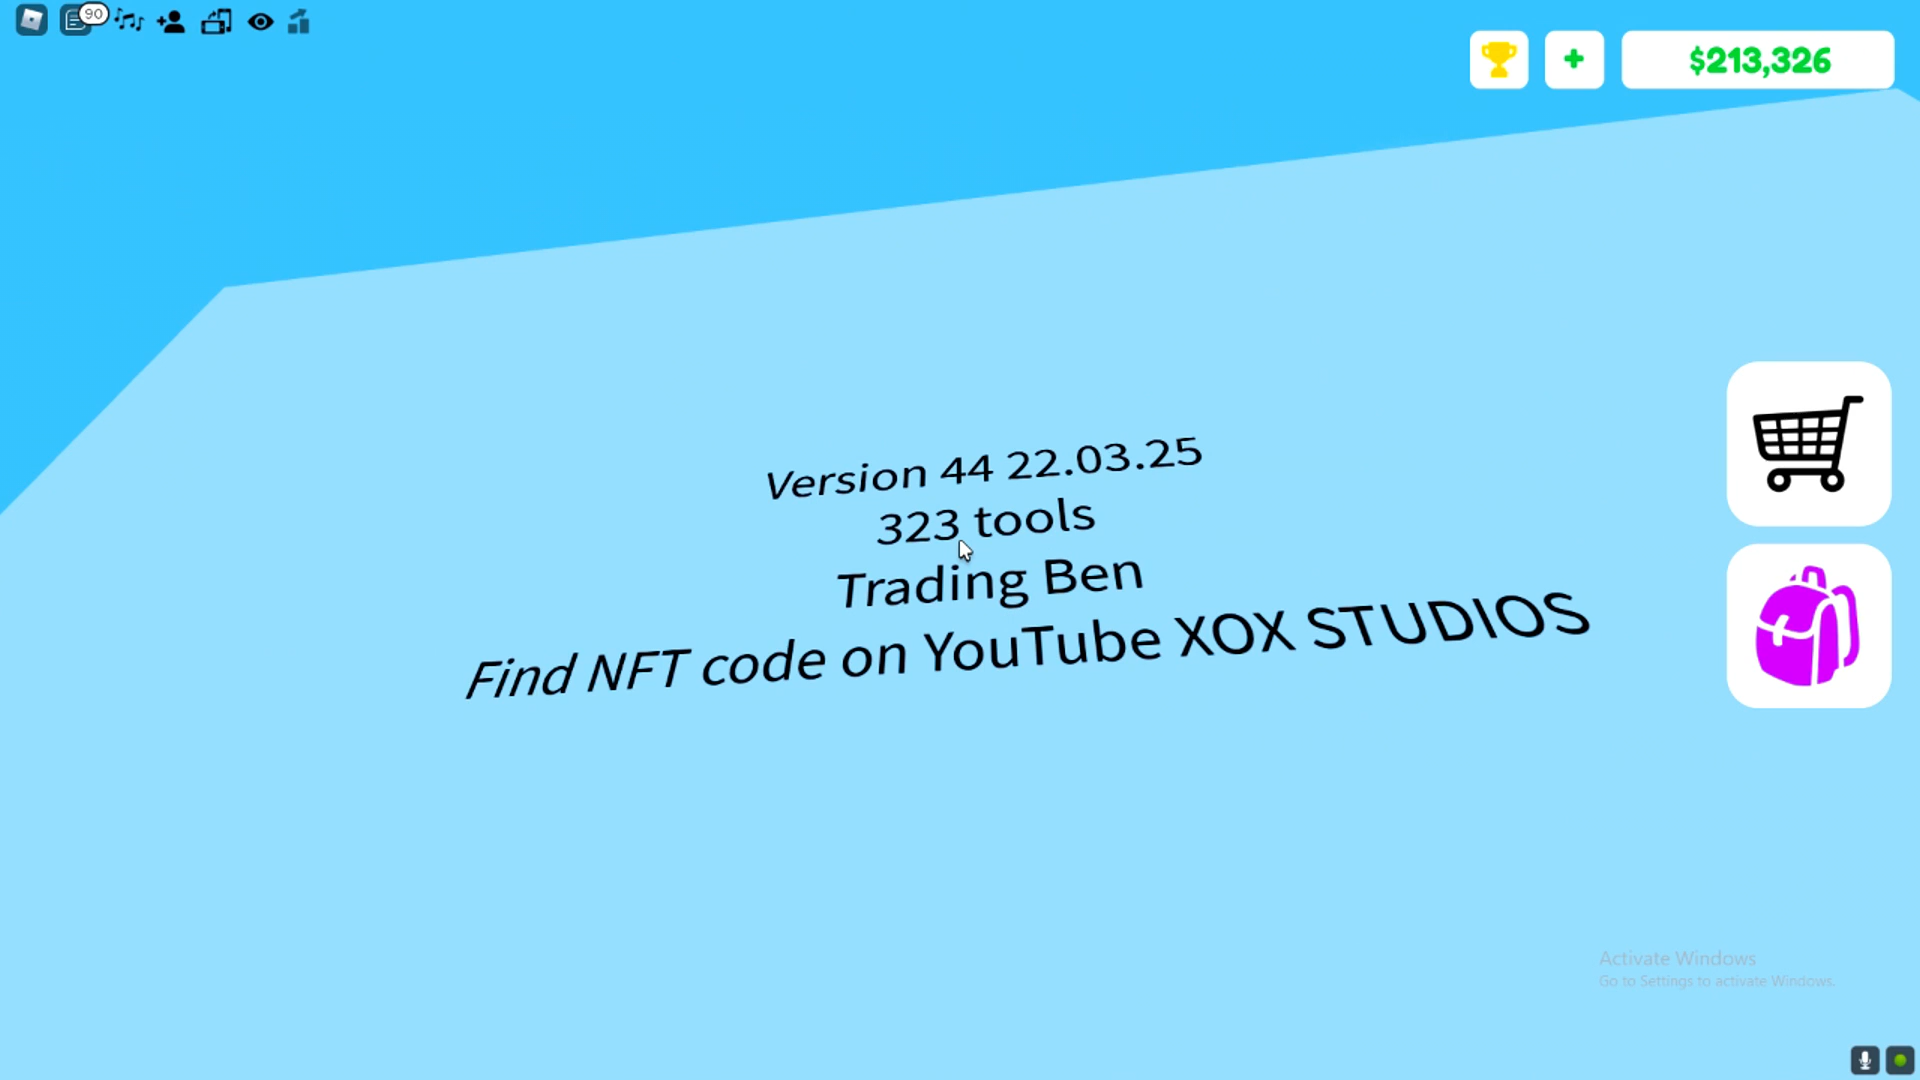 90
$213,326
Version 44 22.03.25
323 tools
Trading Ben
Find NFT code on YouTube XOX STUDIOS
Activate Windows
Go to Settings to activate Windows.